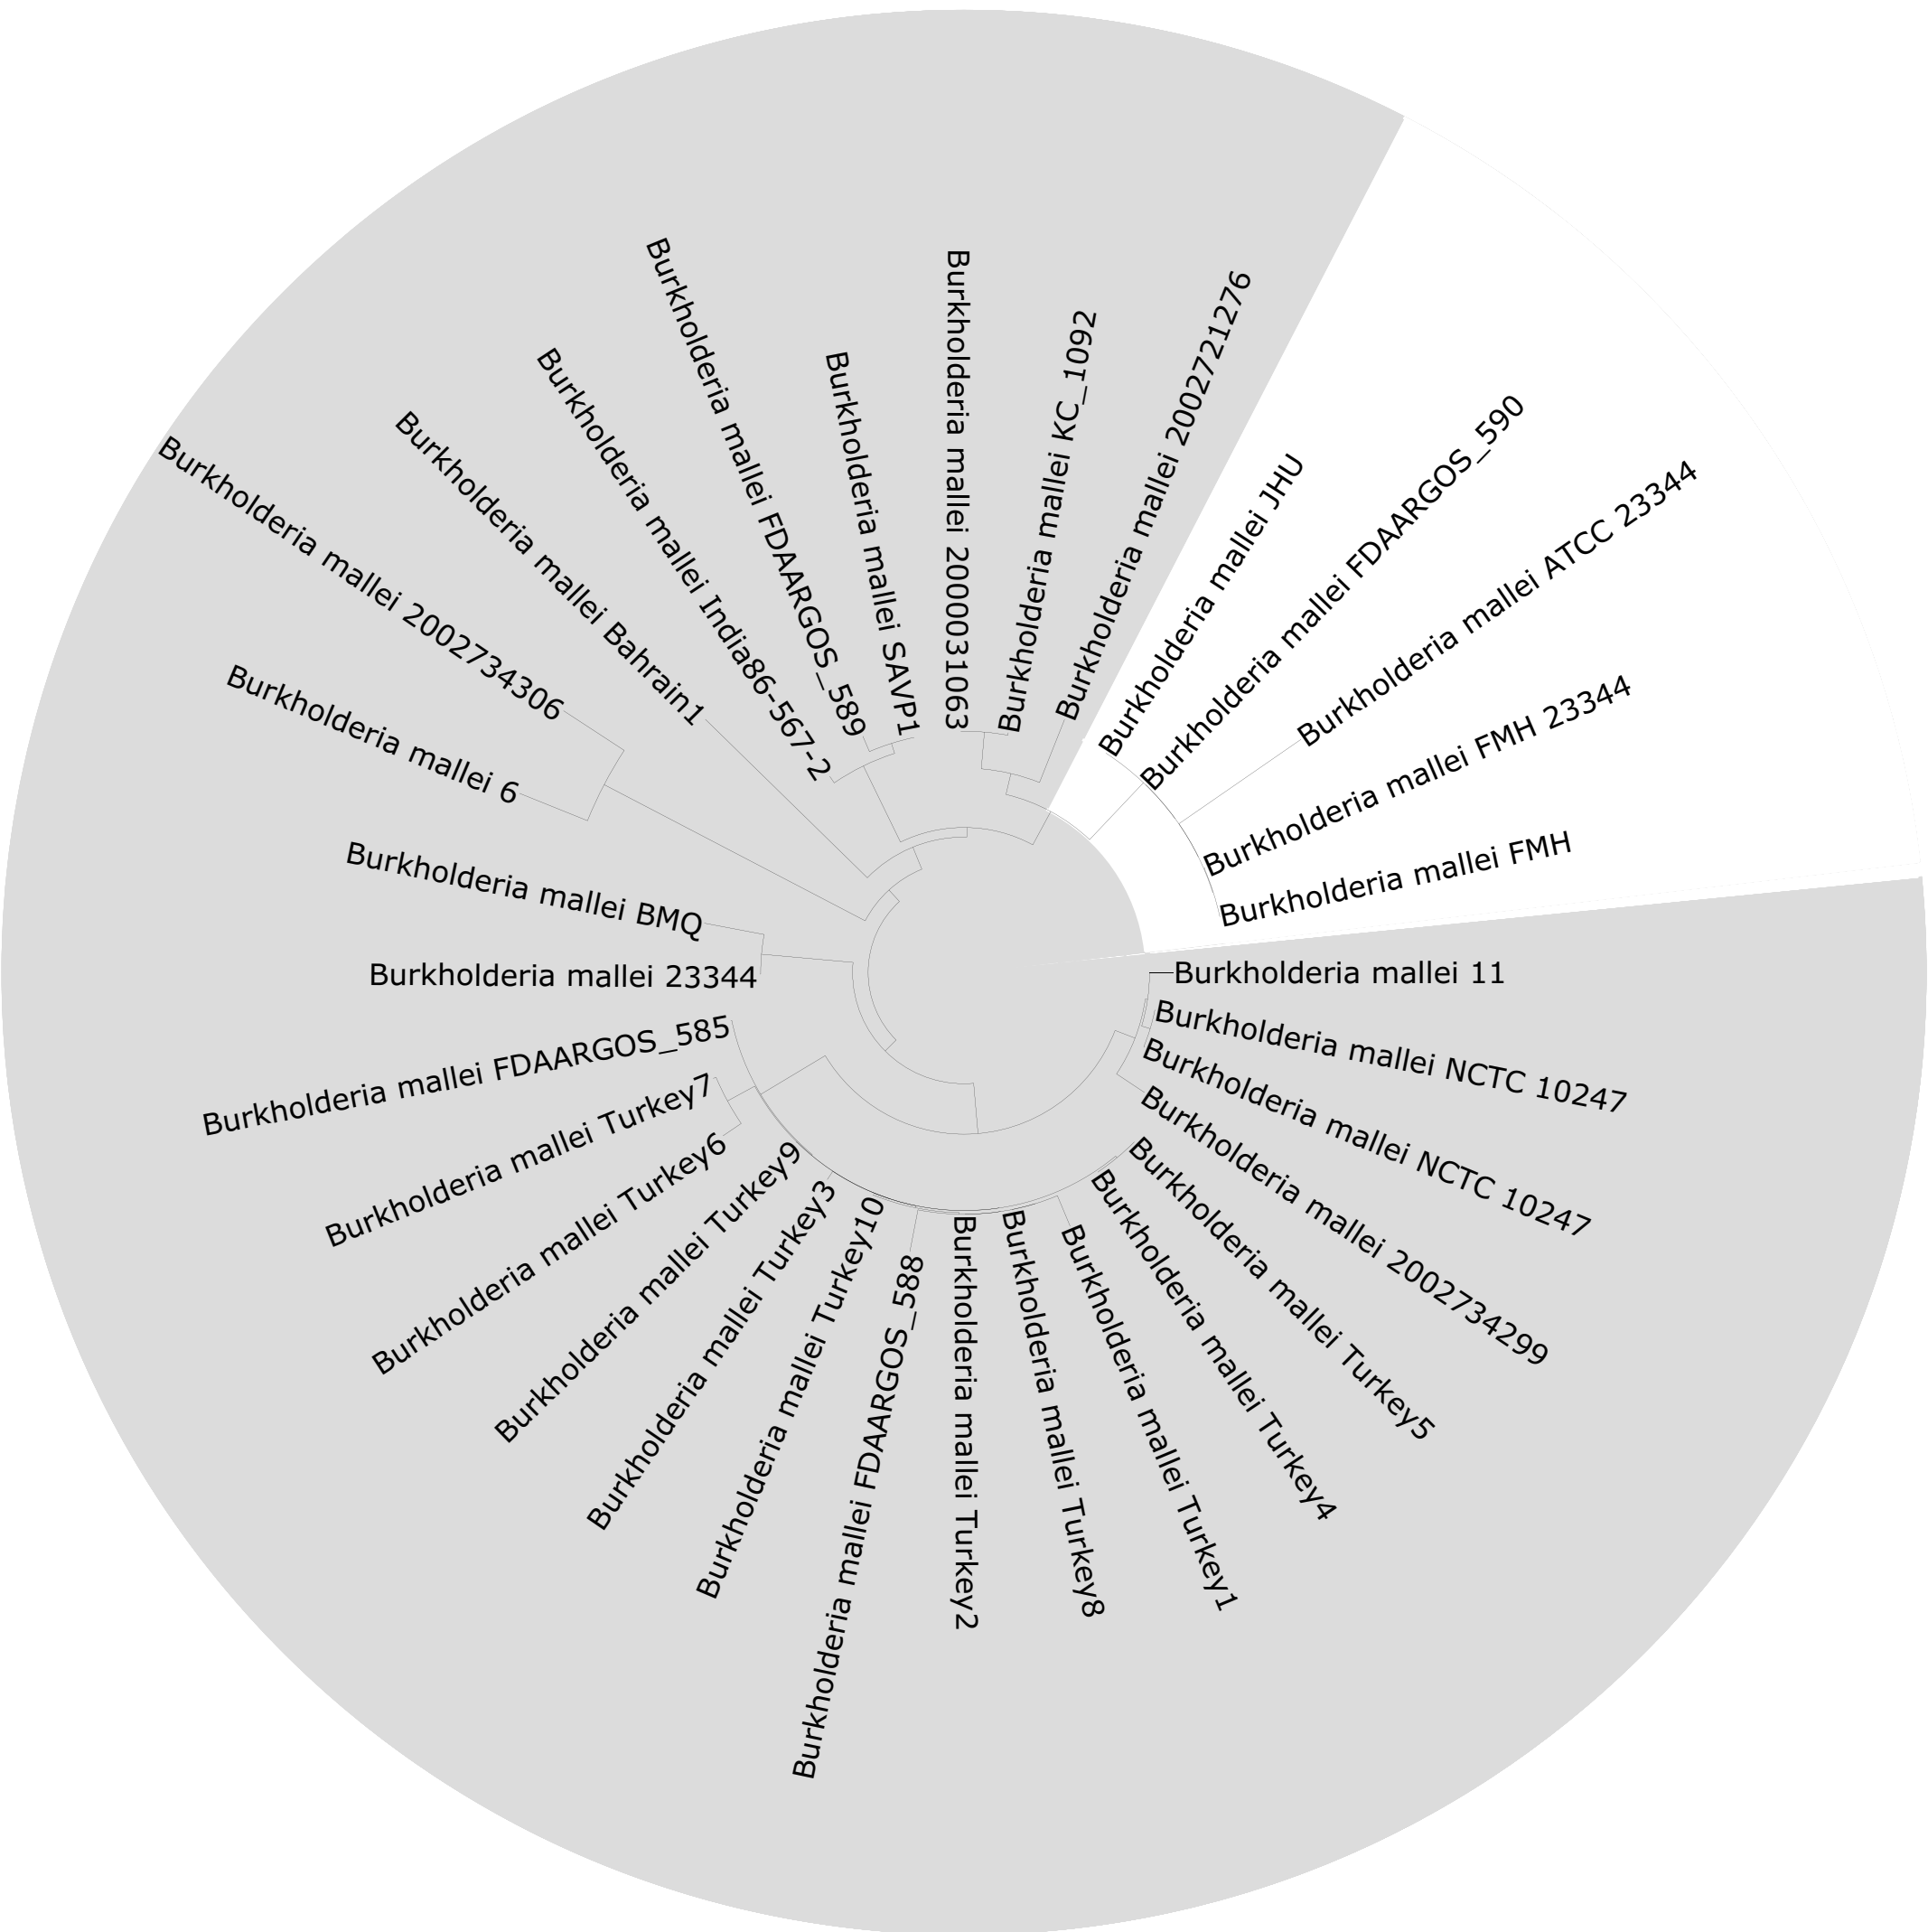 Burkholderia mallei 2000031063
Burkholderia mallei KC_1092
Burkholderia mallei 2002721276
Burkholderia mallei JHU
Burkholderia mallei FDAARGOS_590
Burkholderia mallei ATCC 23344
Burkholderia mallei FMH 23344
Burkholderia mallei FMH
Burkholderia mallei 11
Burkholderia mallei NCTC 10247
Burkholderia mallei NCTC 10247
Burkholderia mallei 2002734299
Burkholderia mallei Turkey5
Burkholderia mallei Turkey4
Burkholderia mallei Turkey1
Burkholderia mallei Turkey8
Burkholderia mallei Turkey2
Burkholderia mallei FDAARGOS_588
Burkholderia mallei Turkey10
Burkholderia mallei Turkey3
Burkholderia mallei Turkey9
Burkholderia mallei Turkey6
Burkholderia mallei Turkey7
Burkholderia mallei FDAARGOS_585
Burkholderia mallei 23344
Burkholderia mallei BMQ
Burkholderia mallei 6
Burkholderia mallei 2002734306
Burkholderia mallei Bahrain1
Burkholderia mallei India86-567-2
Burkholderia mallei FDAARGOS_589
Burkholderia mallei SAVP1